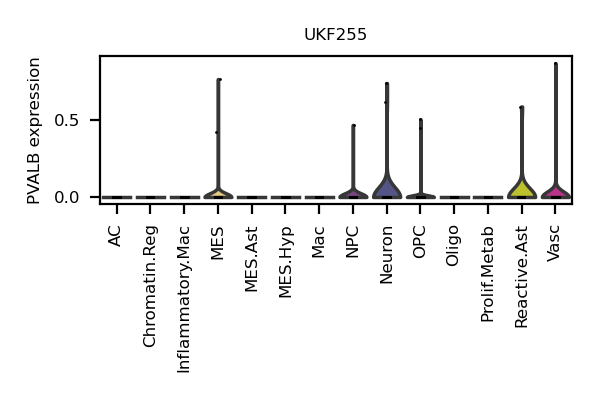 UKF255
PVALB expression
0.5
0.0
AC
Chromatin.Reg
Inflammatory.Mac
MES
MES.Ast
MES.Hyp
Mac
NPC
Neuron
OPC
Oligo
Prolif.Metab
Reactive.Ast
Vasc